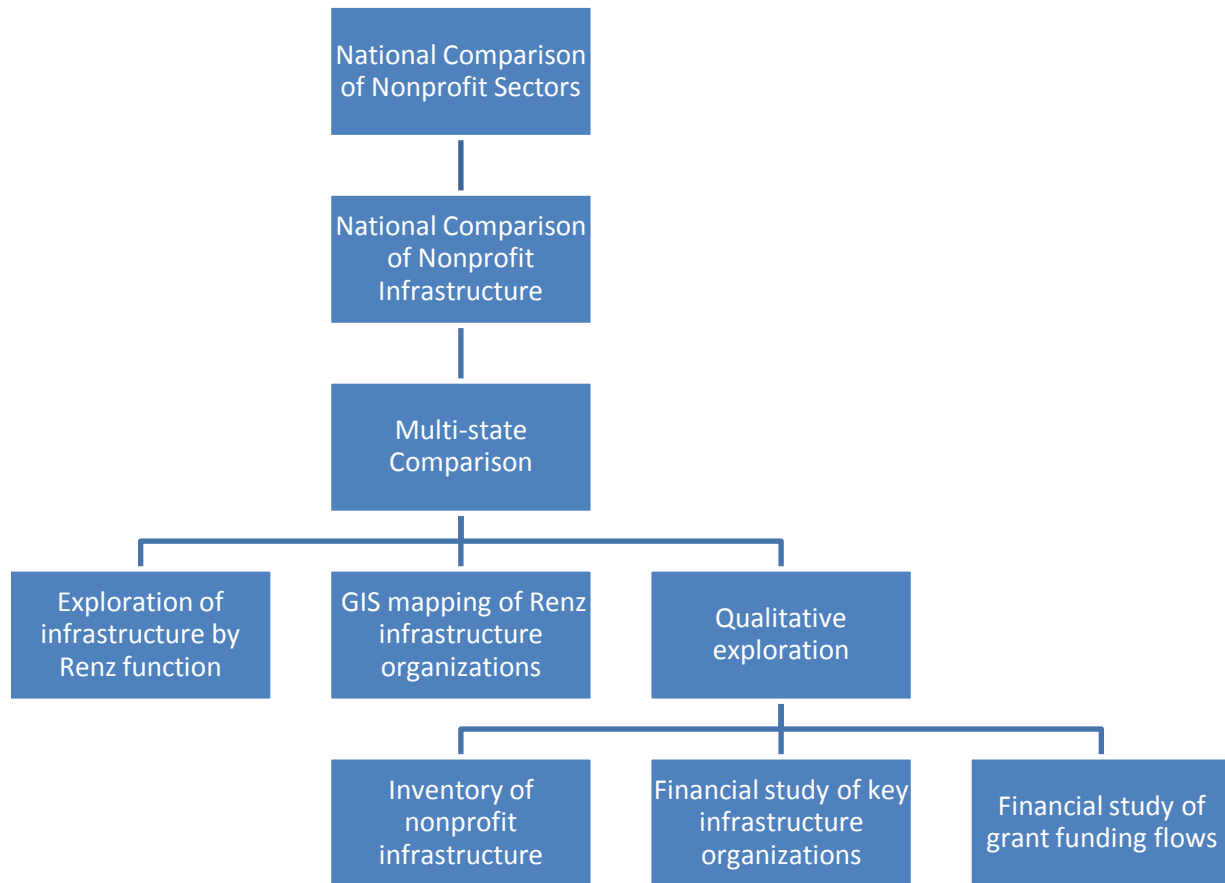 National Comparison
of Nonprofit Sectors
National Comparison
of Nonprofit
Infrastructure
Multi-state
Comparison
Exploration of
infrastructure by
Renz function
GIS mapping of Renz
infrastructure
organizations
Qualitative
exploration
Inventory of
nonprofit
infrastructure
Financial study of key
infrastructure
organizations
Financial study of
grant funding flows